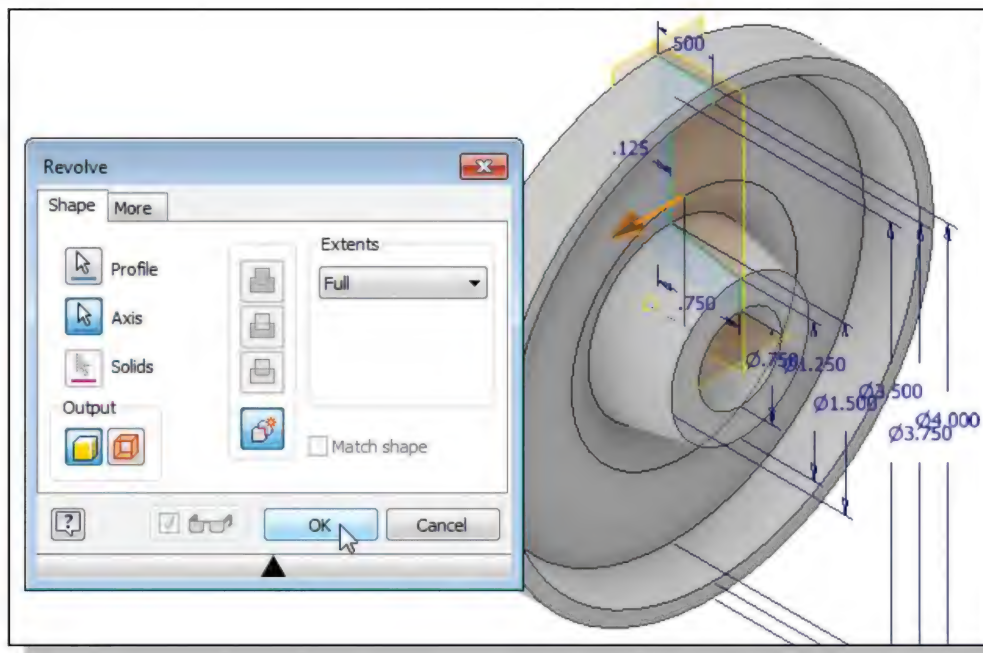 Revolve
Shape
More
Profile
Axis
Solids
Output
Extents
Full
Match shape
?
OK
Cancel
.500
.125
.750
Ø.750
Ø1.250
Ø1.500
Ø3.500
Ø3.750
Ø4.000